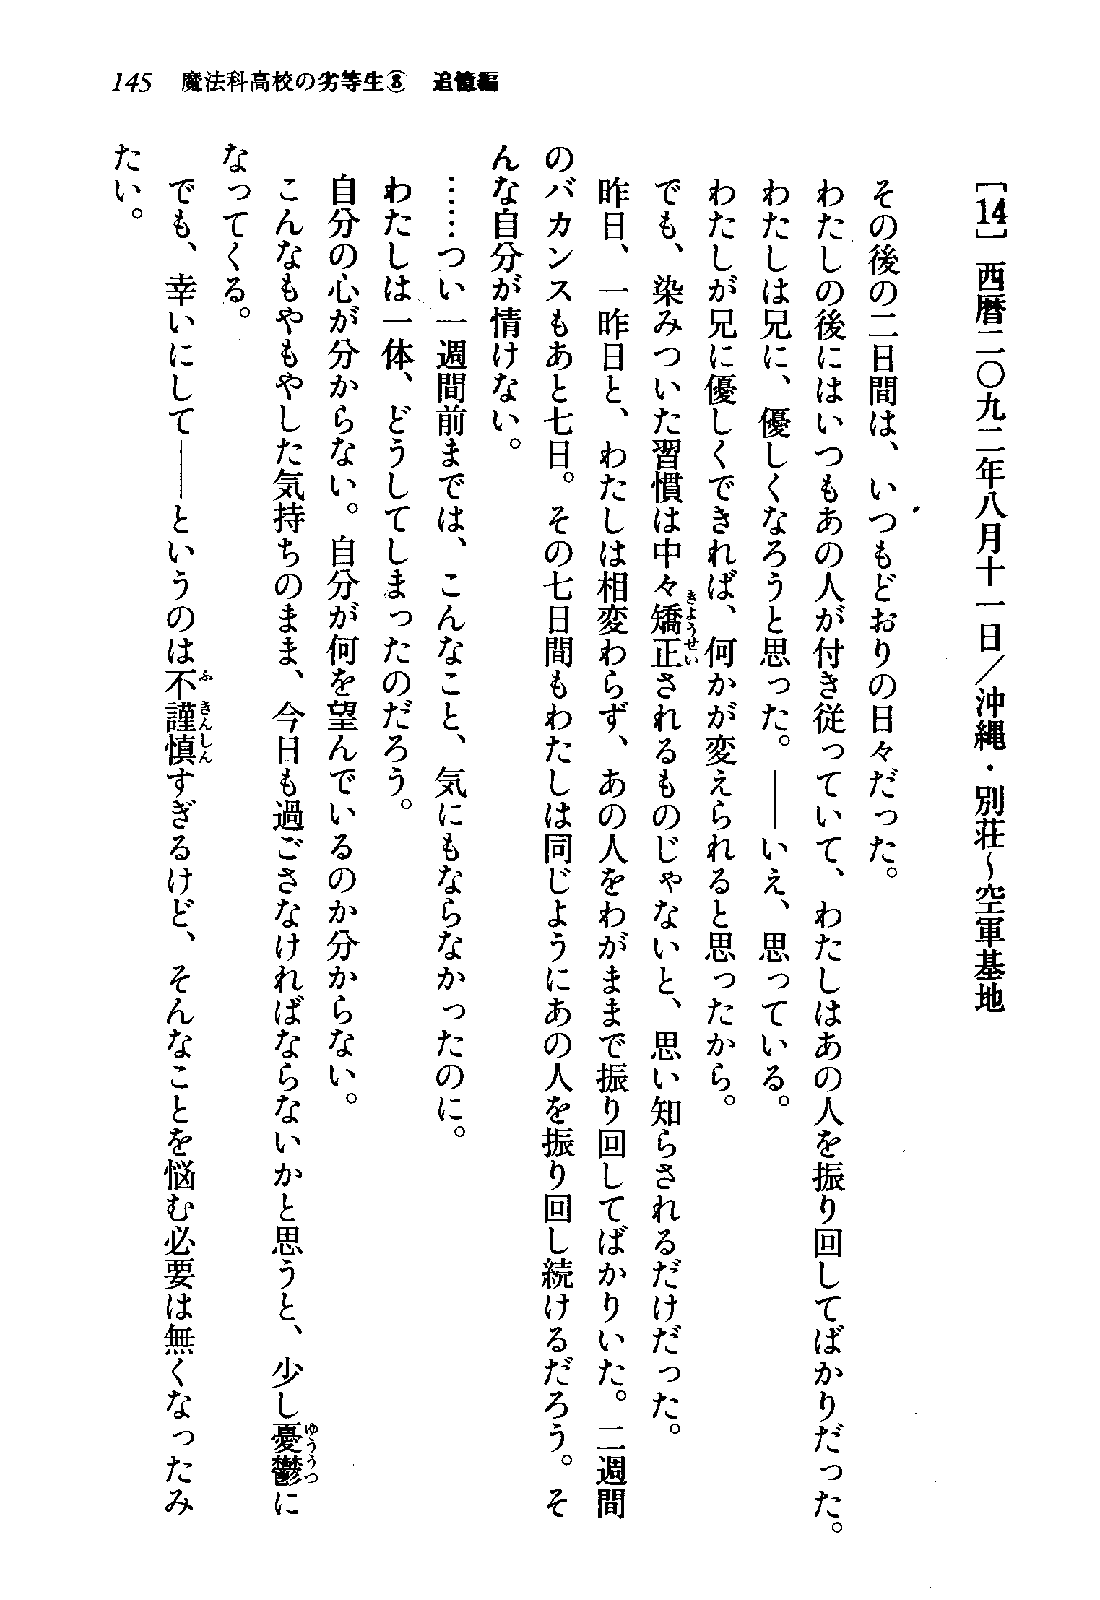 145 魔法科高校の劣等生⑧ 追憶編
[14] 西暦二〇九二年八月十一日／沖縄・別荘～空軍基地
その後の二日間は、いつもどおりの日々だった。
わたしの後にはいつもあの人が付き従っていて、わたしはあの人を振り回してばかりだった。
わたしは兄に、優しくなろうと思った。――いえ、思っている。
わたしが兄に優しくできれば、何かが変えられると思ったから。
でも、染みついた習慣は中々矯正されるものじゃないと、思い知らされるだけだった。
昨日、一昨日と、わたしは相変わらず、あの人をわがままで振り回してばかりいた。二週間
のバカンスもあと七日。その七日間もわたしは同じようにあの人を振り回し続けるだろう。そ
んな自分が情けない。
……つい一週間前までは、こんなこと、気にもならなかったのに。
わたしは一体、どうしてしまったのだろう。
自分の心が分からない。自分が何を望んでいるのか分からない。
こんなもやもやした気持ちのまま、今日も過ごさなければならないかと思うと、少し憂鬱に
なってくる。
でも、幸いにして――というのは不謹慎すぎるけど、そんなことを悩む必要は無くなったみ
たい。